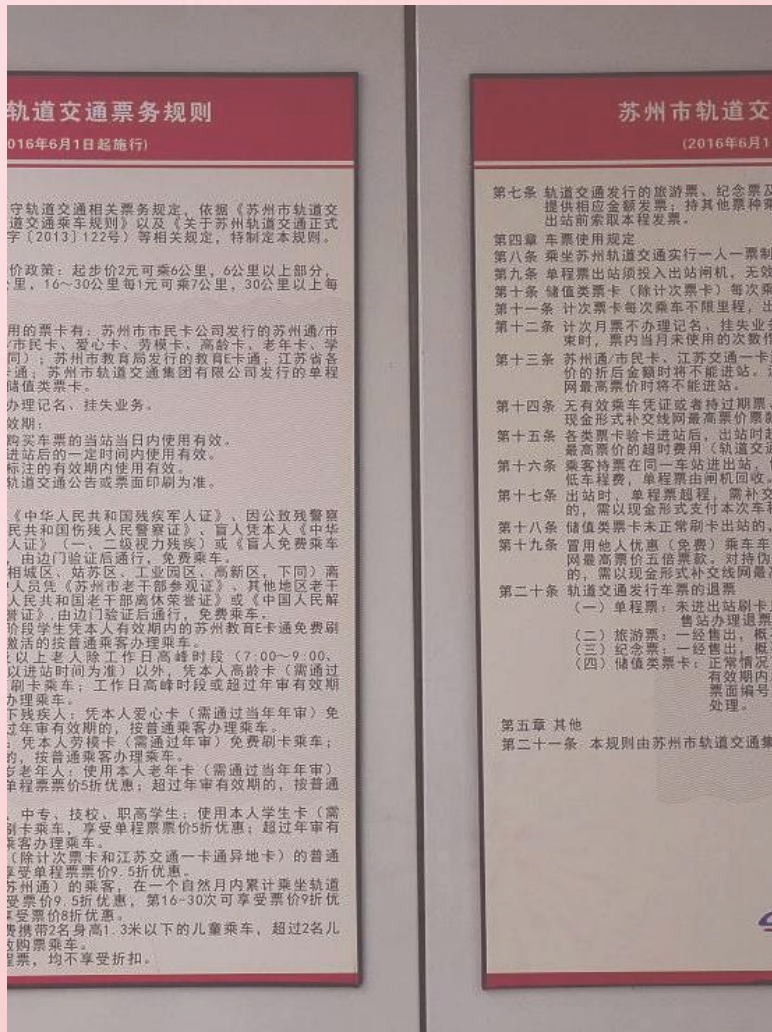 轨道交通票务规则
016年6月1日起施行)
守轨道交通相关票务规定，依据《苏州市轨道交
道交通乘车规则》以及《关于苏州轨道交通正式
字〔2013〕122号）等相关规定，特制定本规则。
价政策：起步价2元可乘6公里，6公里以上部分，
公里，16～30公里每1元可乘7公里，30公里以上每
用的票卡有：苏州市市民卡公司发行的苏州通/市
/市民卡、爱心卡、劳模卡、高龄卡、老年卡、学
同）；苏州市教育局发行的教育E卡通；江苏省各
卡通；苏州市轨道交通集团有限公司发行的单程
储值类票卡。
办理记名、挂失业务。
效期：
购买车票的当站当日内使用有效。
进站后的一定时间内使用有效。
标注的有效期内使用有效。
轨道交通公告或票面印刷为准。
《中华人民共和国残疾军人证》、因公致残警察
民共和国伤残人民警察证》、盲人凭本人《中华
人证》（一、二级视力残疾）或《盲人免费乘车
，由边门验证后通行，免费乘车。
相城区、姑苏区、工业园区、高新区，下同）离
人员凭《苏州市老干部参观证》、其他地区老干
人民共和国老干部离休荣誉证》或《中国人民解
誉证》，由边门验证后通行，免费乘车。
阶段学生凭本人有效期内的苏州教育E卡通免费刷
激活的按普通乘客办理乘车。
以上老人除工作日高峰时段（7:00～9:00、
以进站时间为准）以外，凭本人高龄卡（需通过
刷卡乘车；工作日高峰时段或超过年审有效期
办理乘车。
下残疾人：凭本人爱心卡（需通过当年年审）免
过年审有效期的，按普通乘客办理乘车。
：凭本人劳模卡（需通过年审）免费刷卡乘车；
的，按普通乘客办理乘车。
岁老年人：使用本人老年卡（需通过当年年审）
单程票票价5折优惠；超过年审有效期的，按普通
、中专、技校、职高学生：使用本人学生卡（需
刷卡乘车，享受单程票票价5折优惠；超过年审有
乘客办理乘车。
（除计次票卡和江苏交通一卡通异地卡）的普通
享受单程票票价9.5折优惠。
苏州通）的乘客，在一个自然月内累计乘坐轨道
受票价9.5折优惠，第16-30次可享受票价9折优
享受票价8折优惠。
费携带2名身高1.3米以下的儿童乘车，超过2名儿
数购票乘车。
程票，均不享受折扣。
苏州市轨道交
(2016年6月1
第七条 轨道交通发行的旅游票、纪念票及
提供相应金额发票；持其他票种乘
出站前索取本程发票。
第四章 车票使用规定
第八条 乘坐苏州轨道交通实行一人一票制
第九条 单程票出站须投入出站闸机，无效
第十条 储值类票卡（除计次票卡）每次乘
第十一条 计次票卡每次乘车不限里程，出
第十二条 计次月票不办理记名、挂失业务
束时，票内当月未使用的次数作
第十三条 苏州通/市民卡、江苏交通一卡
价的折后金额时将不能进站。
网最高票价时将不能进站。
第十四条 无有效乘车凭证或者持过期票、
现金形式补交线网最高票价票款
第十五条 各类票卡验卡进站后，出站时超
最高票价的超时费用（轨道交通
第十六条 乘客持票在同一车站进出站，
低车程费，单程票由闸机回收。
第十七条 出站时，单程票超程，需补交
的，需以现金形式支付本次车程
第十八条 储值类票卡未正常刷卡出站的，
第十九条 冒用他人优惠（免费）乘车车
网最高票价五倍票款。对持伪
的，需以现金形式补交线网最高
第二十条 轨道交通发行车票的退票
（一）单程票：未进出站刷卡
售站办理退票
（二）旅游票：一经售出，概
（三）纪念票：一经售出，概
（四）储值类票卡：正常情况
有效期内
票面编号
处理。
第五章 其他
第二十一条 本规则由苏州市轨道交通集